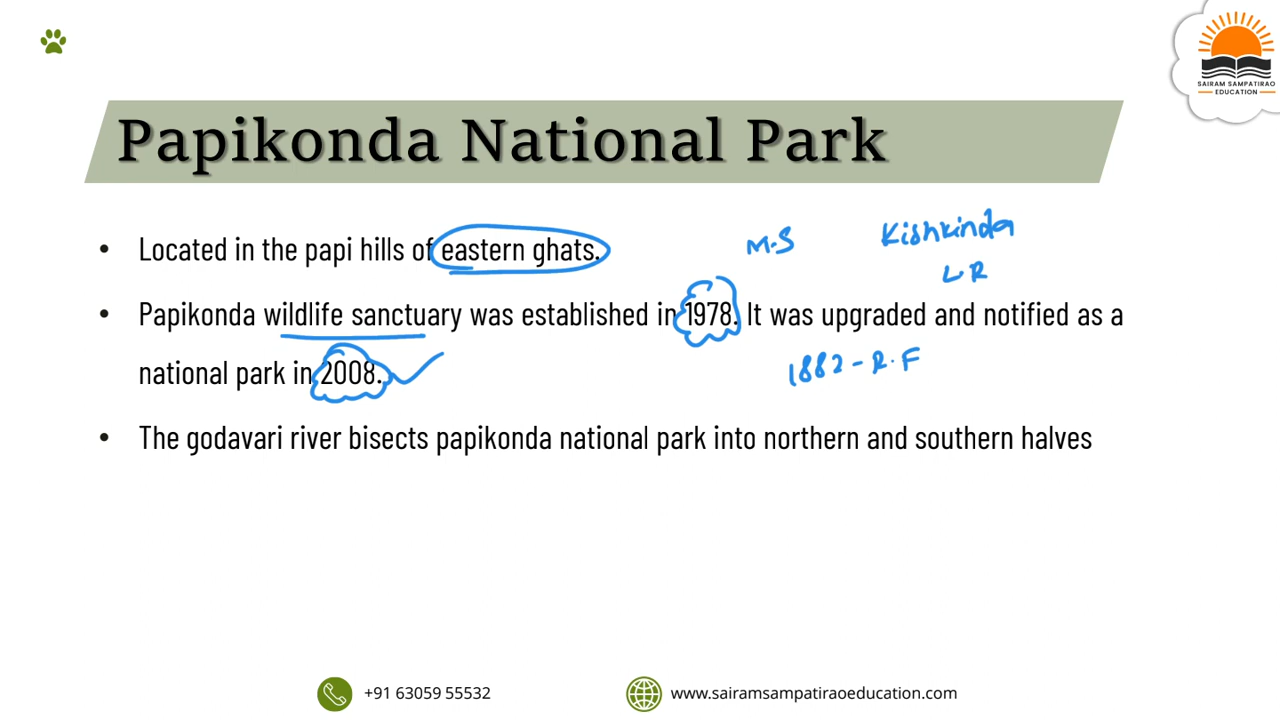 SAIRAM SAMPATIRAO
EDUCATION
Papikonda National Park
• Located in the papi hills of eastern ghats.
M.S
Kishkinda
LR
• Papikonda wildlife sanctuary was established in 1978. It was upgraded and notified as a
national park in 2008.
1882 - R.F
• The godavari river bisects papikonda national park into northern and southern halves
+91 63059 55532
www.sairamsampatiraoeducation.com